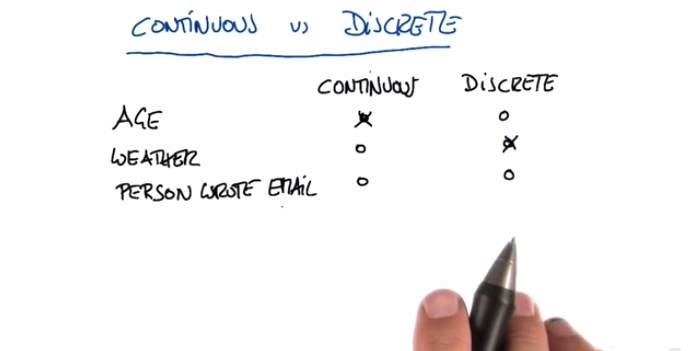 CONTINUOUS vs DISCRETE
CONTINUOUS DISCRETE
AGE
WEATHER
PERSON WROTE EMAIL